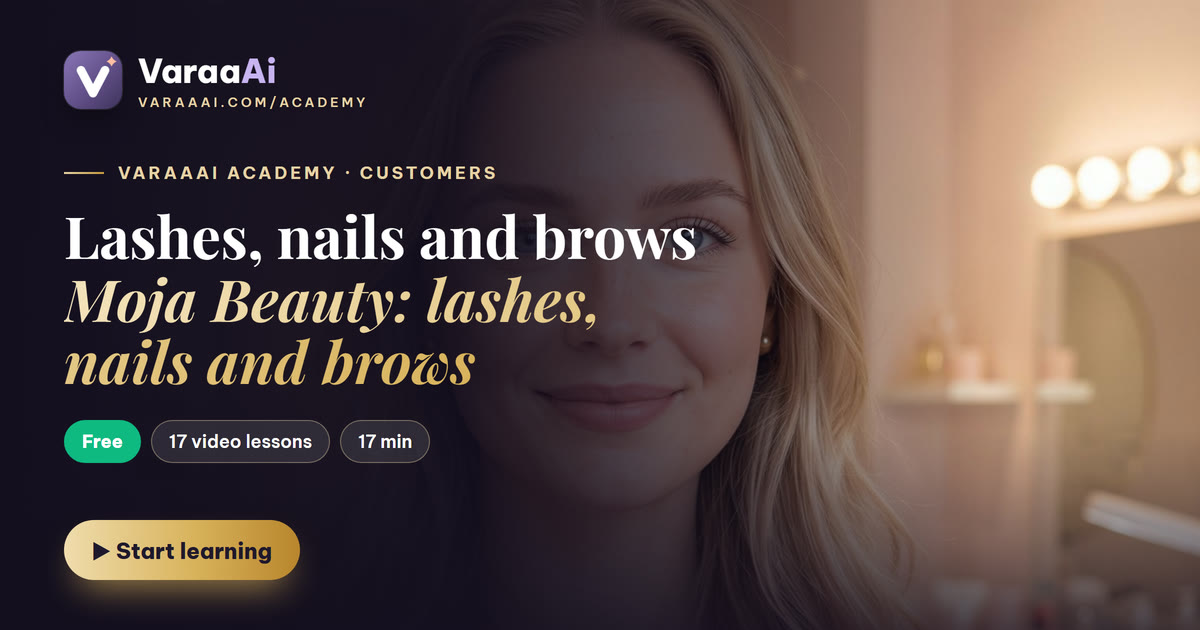 VaraaAi
VARAAAI.COM/ACADEMY
VARAAAI ACADEMY · CUSTOMERS
Lashes, nails and brows
Moja Beauty: lashes,
nails and brows
Free
17 video lessons
17 min
▶ Start learning